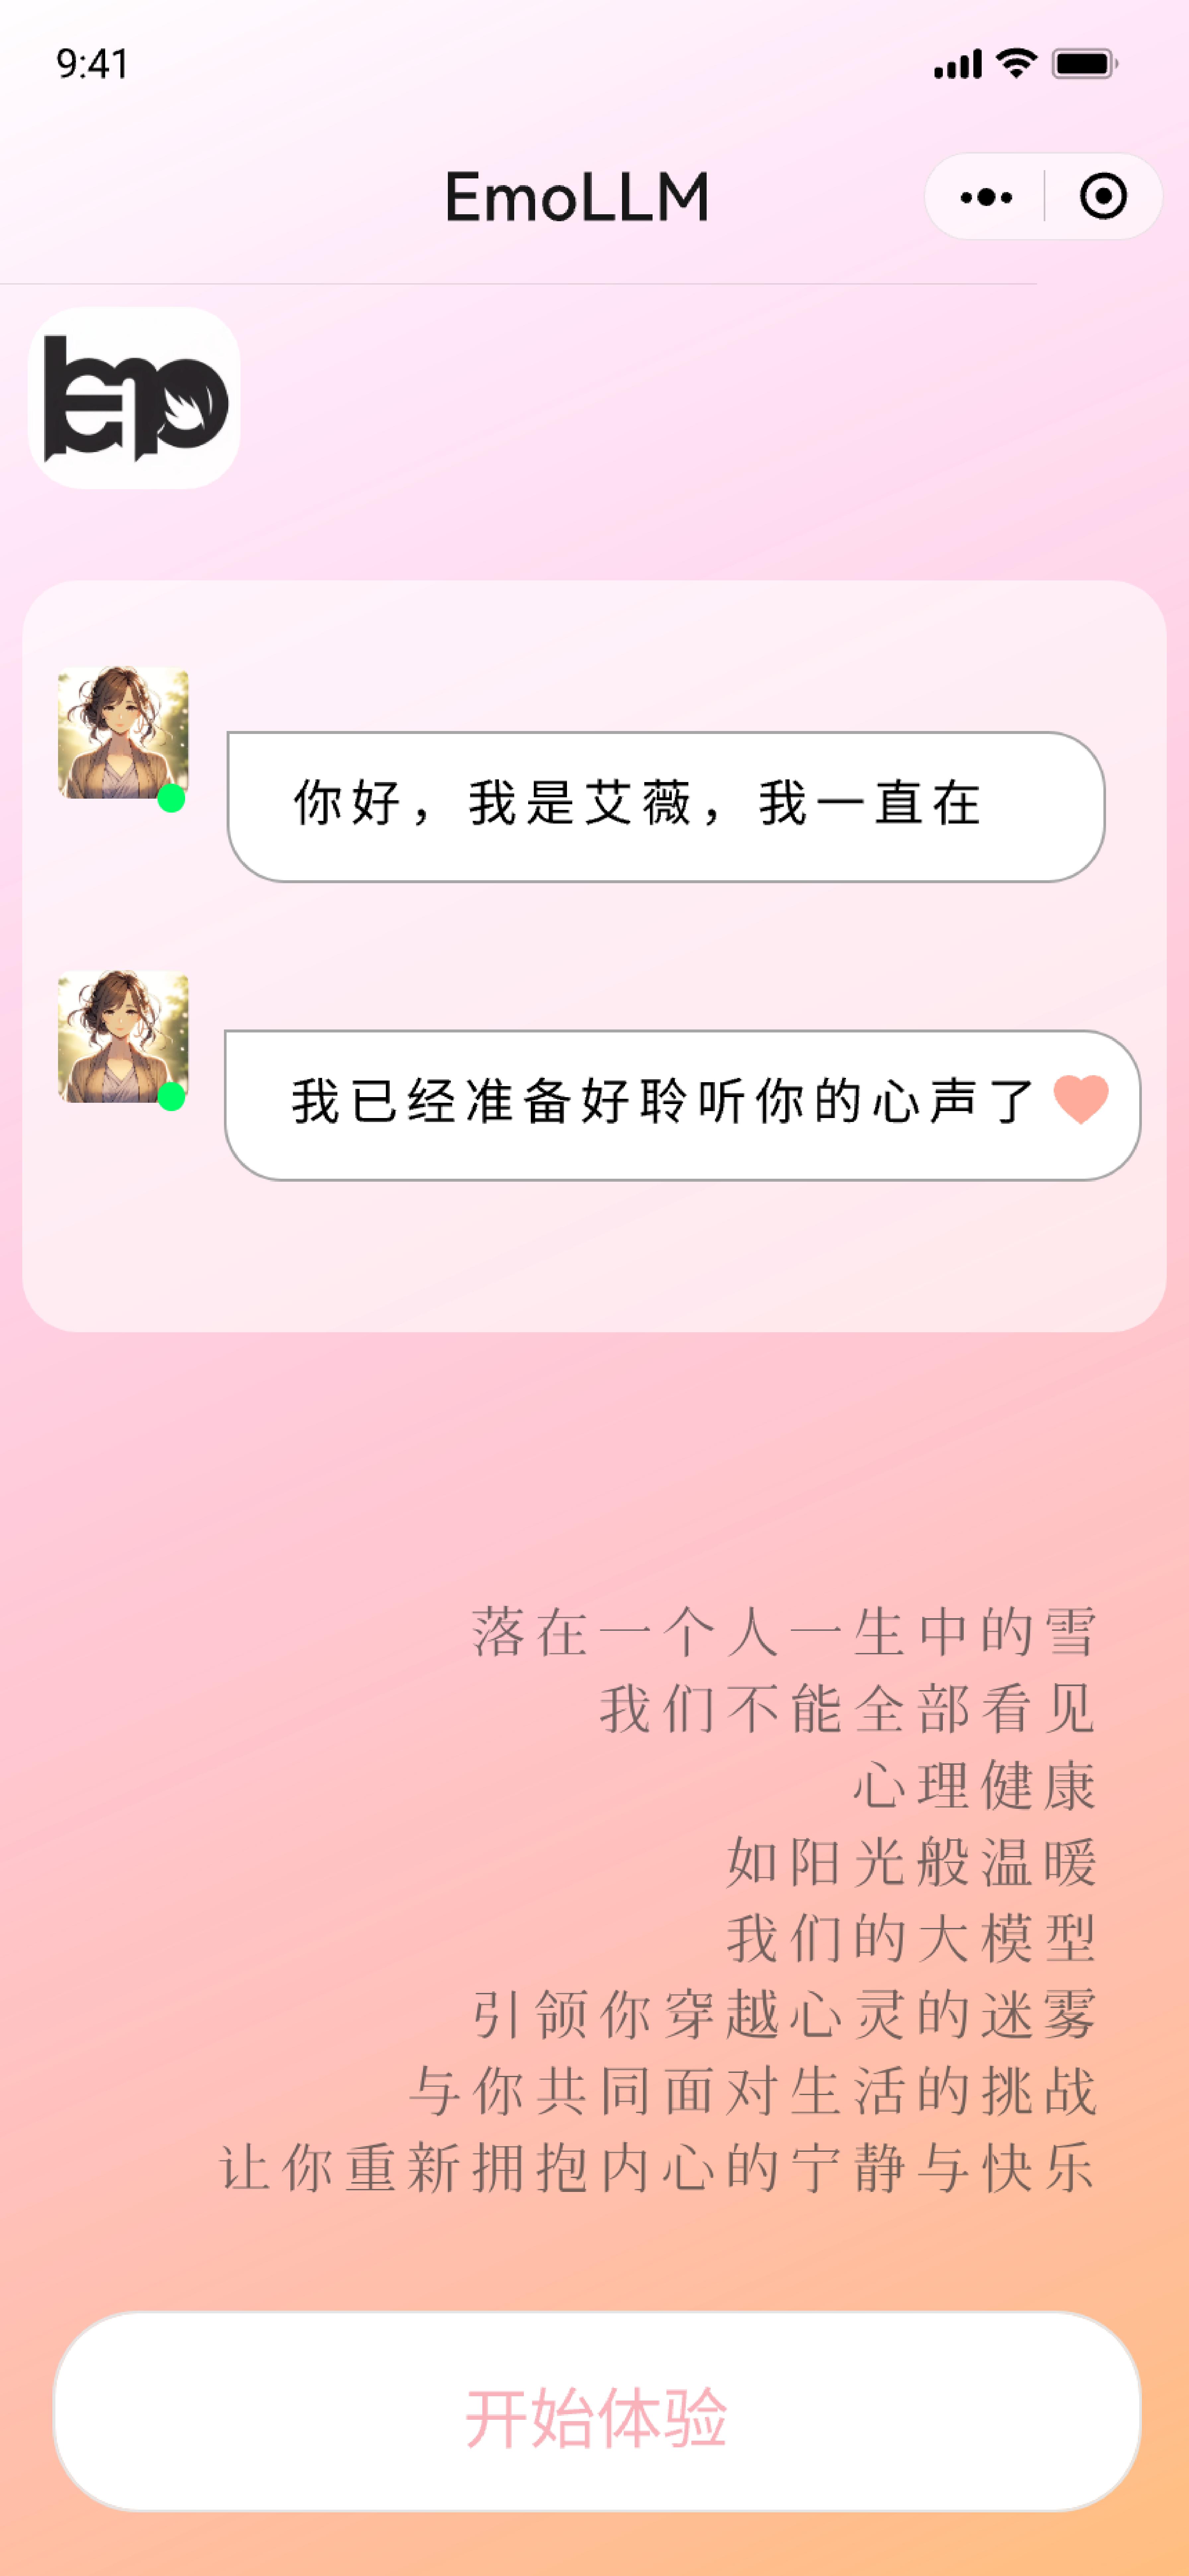 9:41
EmoLLM
Emo
你好，我是艾薇，我一直在
我已经准备好聆听你的心声了
落在一个人一生中的雪
我们不能全部看见
心理健康
如阳光般温暖
我们的大模型
引领你穿越心灵的迷雾
与你共同面对生活的挑战
让你重新拥抱内心的宁静与快乐
开始体验